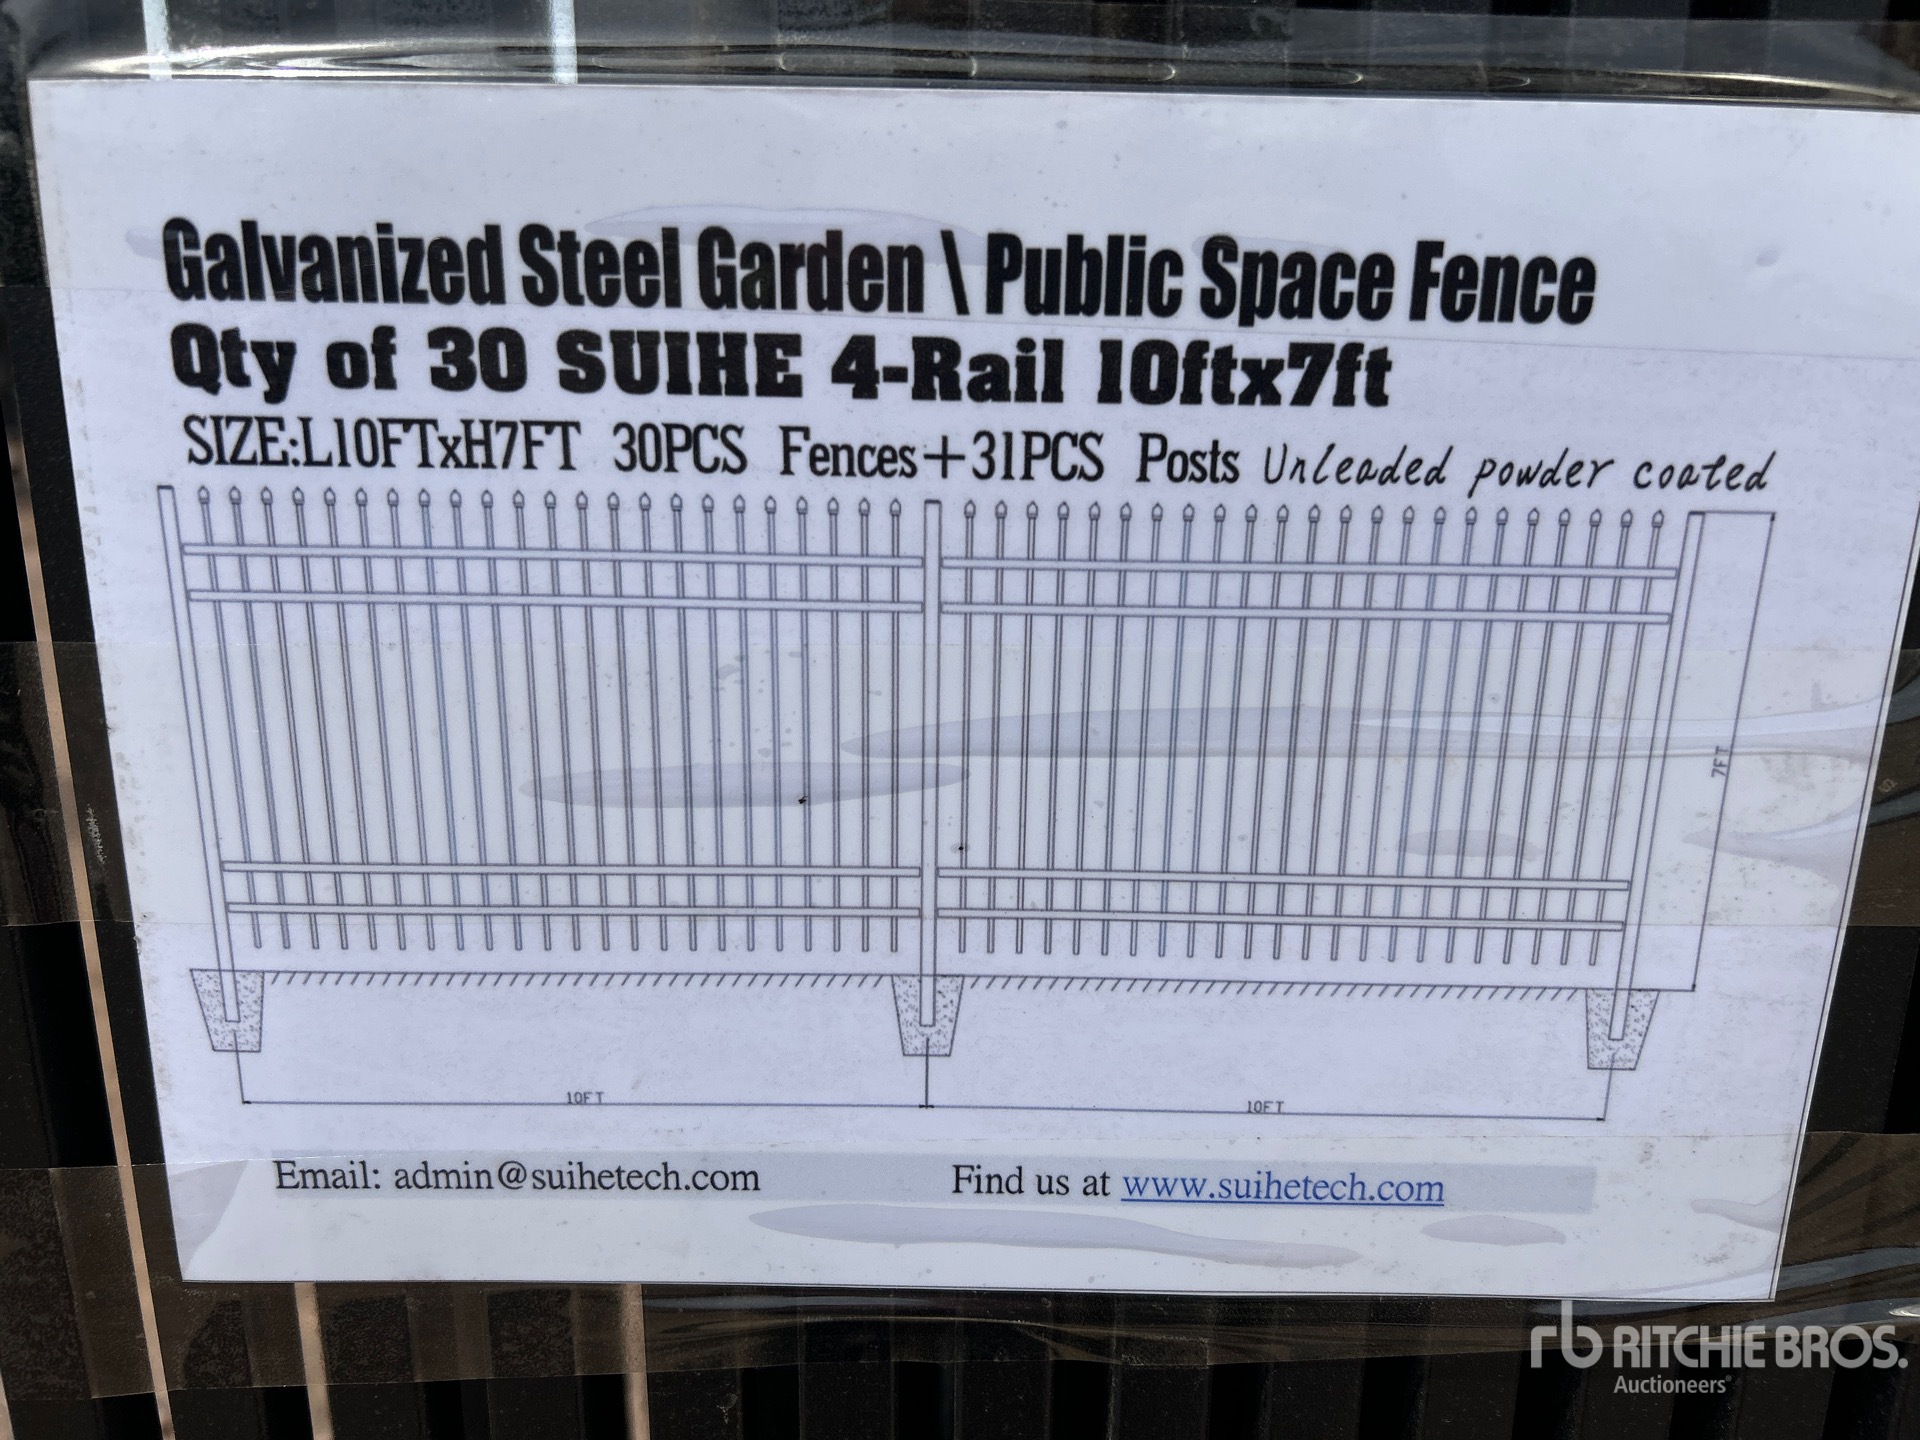 Galvanized Steel Garden \ Public Space Fence
Qty of 30 SUIHE 4-Rail 10ftx7ft
SIZE:L10FTxH7FT 30PCS Fences+31PCS Posts Unleaded powder coated
7FT
10FT
10FT
Email: admin@suihetech.com
Find us at www.suihetech.com
rb RITCHIE BROS.
Auctioneers